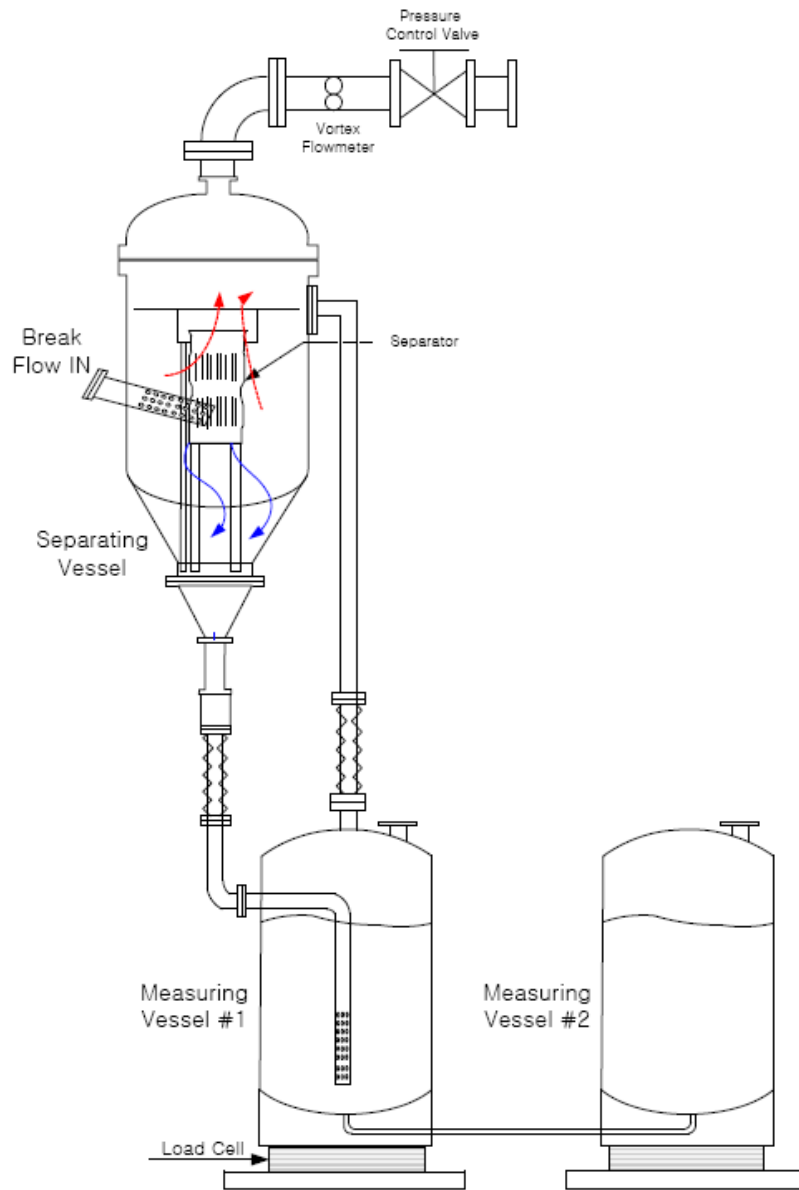 Pressure
Control Valve
Vortex
Flowmeter
Break
Flow IN
Separator
Separating
Vessel
Measuring
Vessel #1
Measuring
Vessel #2
Load Cell